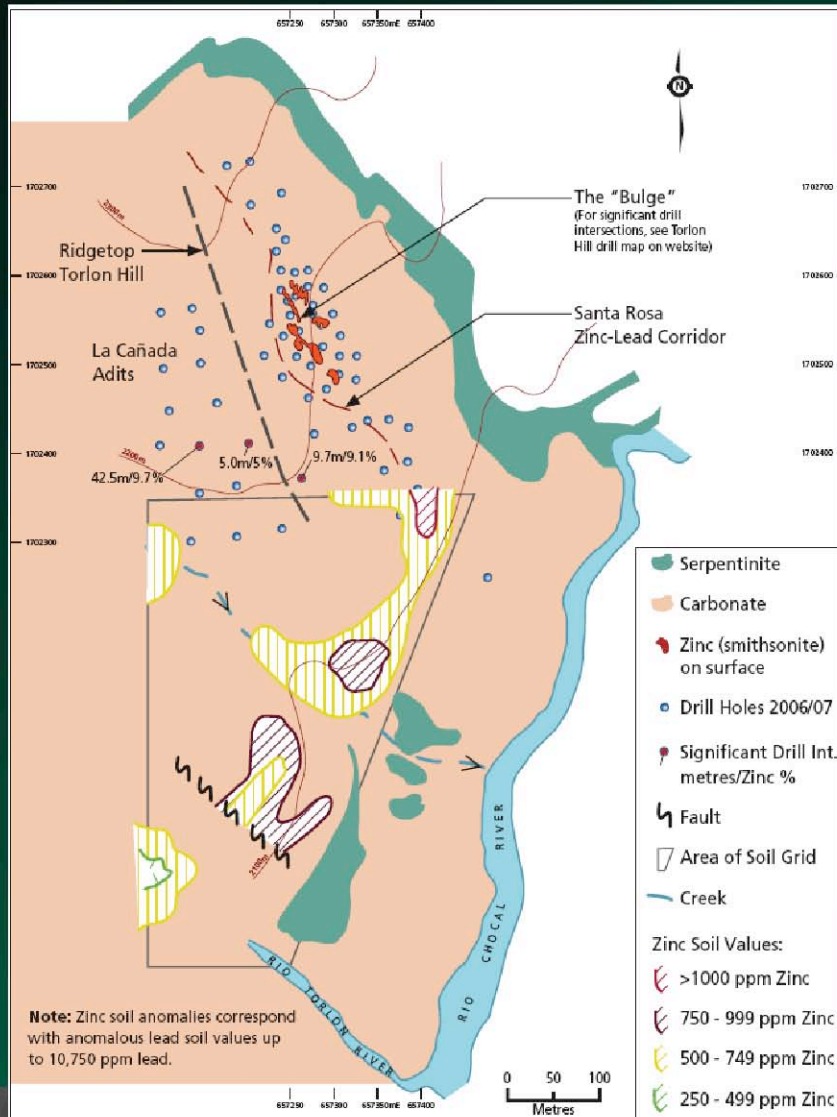 657250 657300 657350mE 657400
N
1702700 1702700
2300m
The "Bulge"
(For significant drill
intersections, see Torlon
Hill drill map on website)
Ridgetop
Torlon Hill
1702600 1702600
Santa Rosa
Zinc-Lead Corridor
La Cañada
Adits
1702500 1702500
1702400 1702400
2200m
42.5m/9.7%
5.0m/5%
9.7m/9.1%
1702300
Serpentinite
Carbonate
Zinc (smithsonite)
on surface
Drill Holes 2006/07
Significant Drill Int.
metres/Zinc %
Fault
Area of Soil Grid
Creek
Zinc Soil Values:
>1000 ppm Zinc
750 - 999 ppm Zinc
500 - 749 ppm Zinc
250 - 499 ppm Zinc
2100m
RIO CHOCAL RIVER
RIO TORLON RIVER
Note: Zinc soil anomalies correspond
with anomalous lead soil values up
to 10,750 ppm lead.
657250 657300 657350mE 657400
0 50 100
Metres